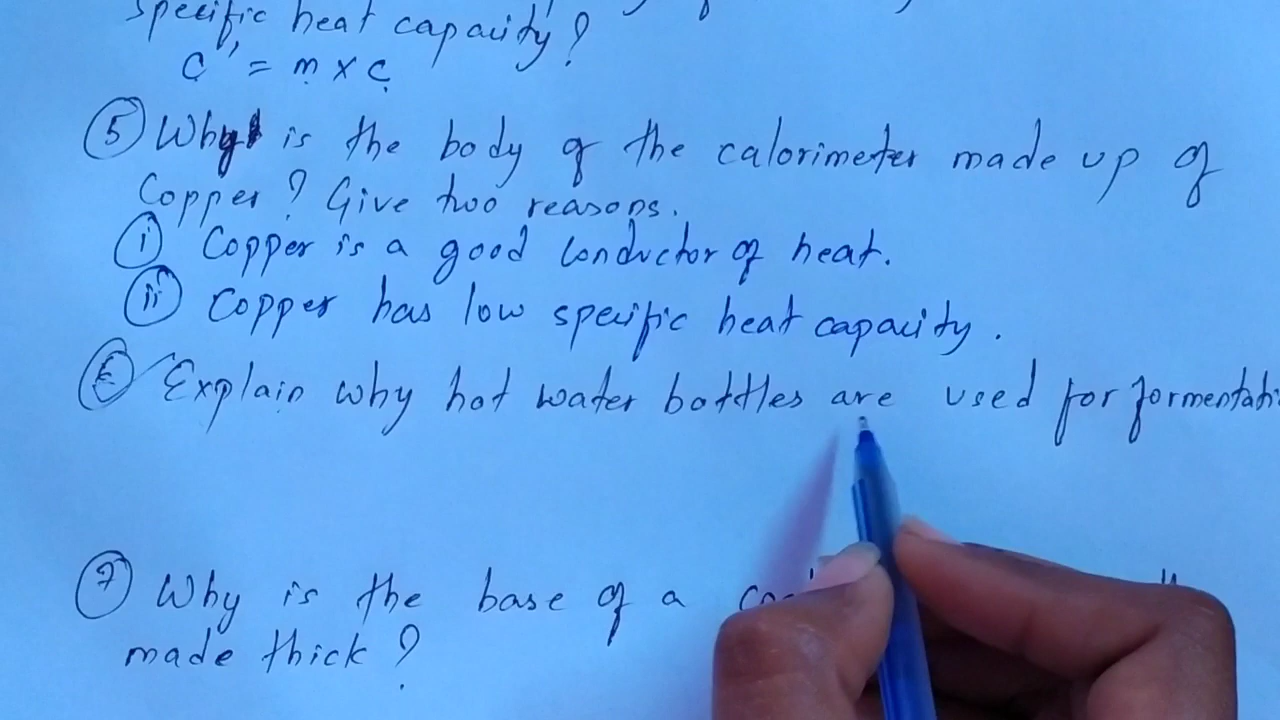 specific heat capacity?
C' = m × c
5 Why is the body of the calorimeter made up of
Copper? Give two reasons.
i Copper is a good conductor of heat.
ii Copper has low specific heat capacity.
6 Explain why hot water bottles are used for formentati
7 Why is the base of a
made thick?